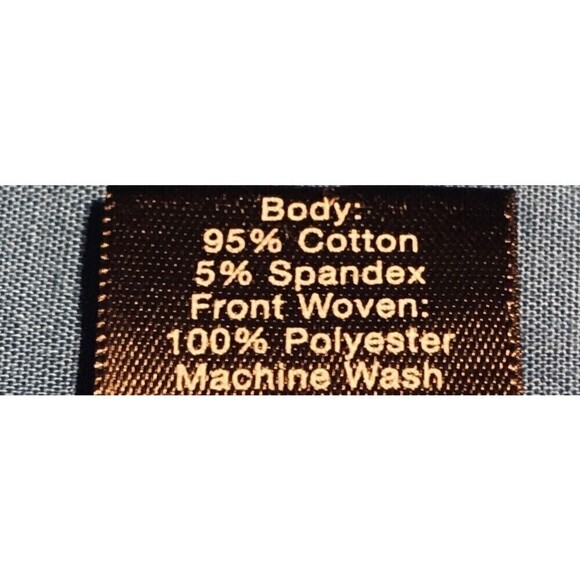 Body:
95% Cotton
5% Spandex
Front Woven:
100% Polyester
Machine Wash